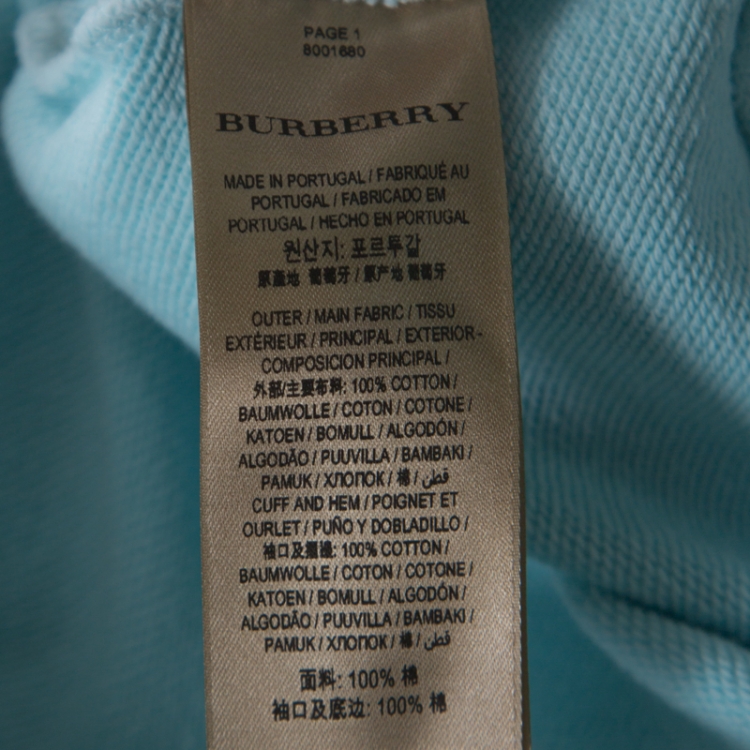 PAGE 1
8001680
BURBERRY
MADE IN PORTUGAL / FABRIQUÉ AU
PORTUGAL / FABRICADO EM
PORTUGAL / HECHO EN PORTUGAL
원산지: 포르투갈
原產地 葡萄牙 / 原产地 葡萄牙
OUTER / MAIN FABRIC / TISSU
EXTÉRIEUR / PRINCIPAL / EXTERIOR-
COMPOSICION PRINCIPAL /
外部/主要布料: 100% COTTON /
BAUMWOLLE / COTON / COTONE /
KATOEN / BOMULL / ALGODÓN /
ALGODÃO / PUUVILLA / BAMBAKI /
PAMUK / ХЛОПОК / 棉 / قطن
CUFF AND HEM / POIGNET ET
OURLET / PUÑO Y DOBLADILLO /
袖口及摺邊: 100% COTTON /
BAUMWOLLE / COTON / COTONE /
KATOEN / BOMULL / ALGODÓN /
ALGODÃO / PUUVILLA / BAMBAKI /
PAMUK / ХЛОПОК / 棉 / قطن
面料: 100% 棉
袖口及底边: 100% 棉